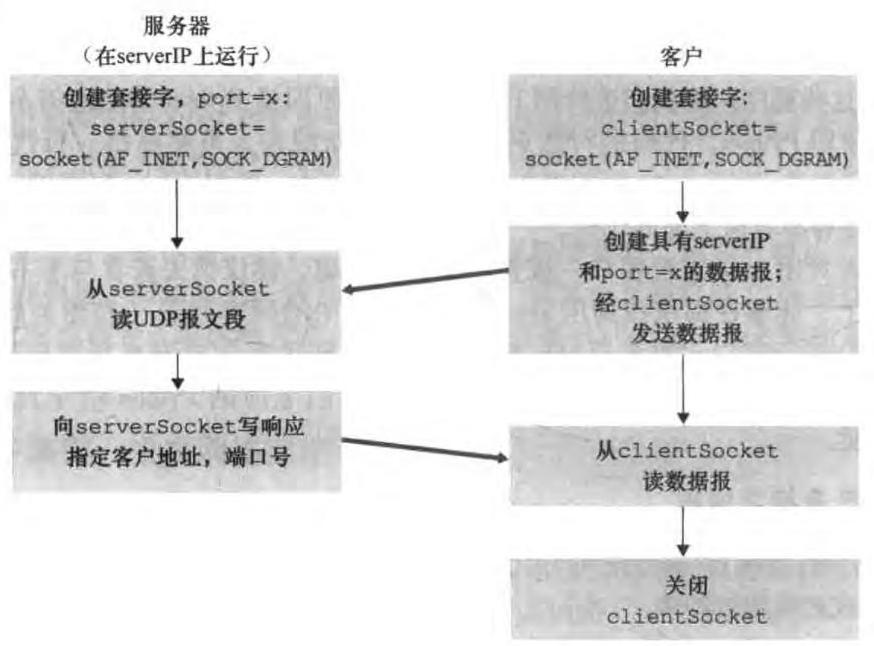 服务器
（在serverIP上运行）
创建套接字，port=x:
serverSocket=
socket(AF_INET,SOCK_DGRAM)
从serverSocket
读UDP报文段
向serverSocket写响应
指定客户地址，端口号
客户
创建套接字:
clientSocket=
socket(AF_INET,SOCK_DGRAM)
创建具有serverIP
和port=x的数据报;
经clientSocket
发送数据报
从clientSocket
读数据报
关闭
clientSocket